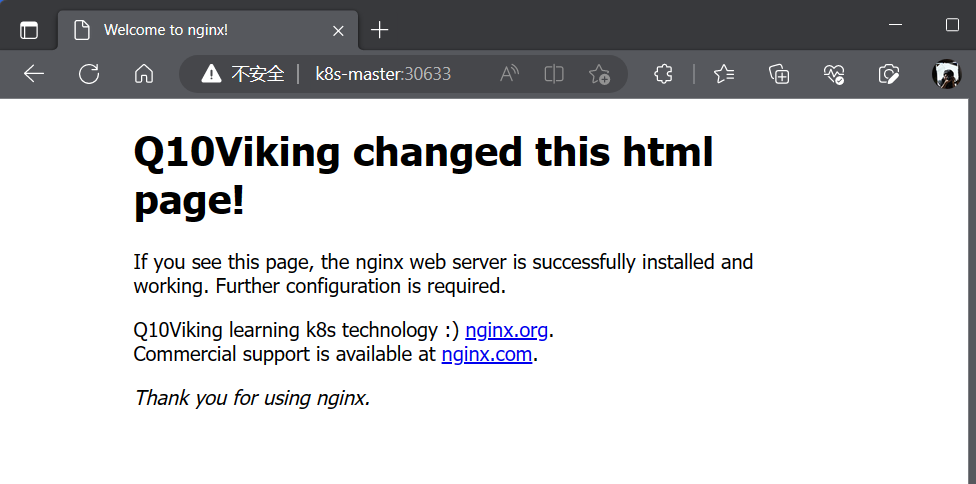 Welcome to nginx!
不安全 k8s-master:30633
Q10Viking changed this html
page!
If you see this page, the nginx web server is successfully installed and
working. Further configuration is required.
Q10Viking learning k8s technology :) nginx.org.
Commercial support is available at nginx.com.
Thank you for using nginx.